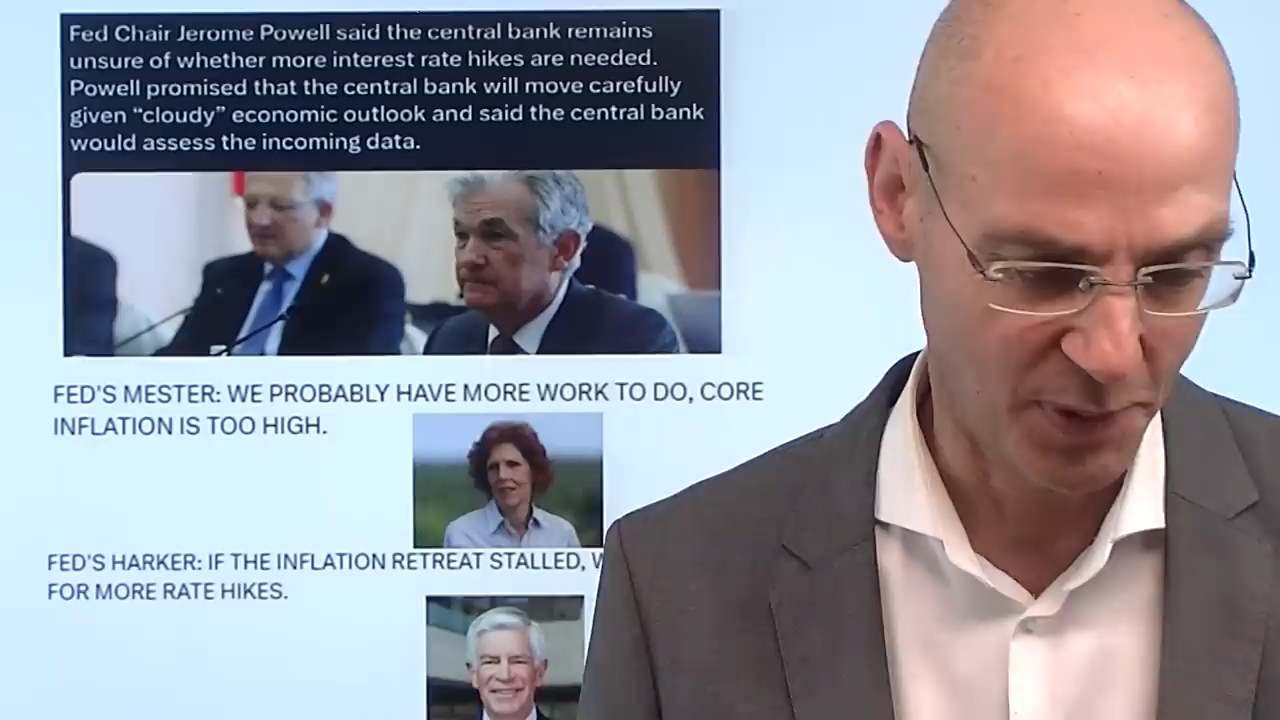 Fed Chair Jerome Powell said the central bank remains
unsure of whether more interest rate hikes are needed.
Powell promised that the central bank will move carefully
given “cloudy” economic outlook and said the central bank
would assess the incoming data.
FED'S MESTER: WE PROBABLY HAVE MORE WORK TO DO, CORE
INFLATION IS TOO HIGH.
FED'S HARKER: IF THE INFLATION RETREAT STALLED,
FOR MORE RATE HIKES.